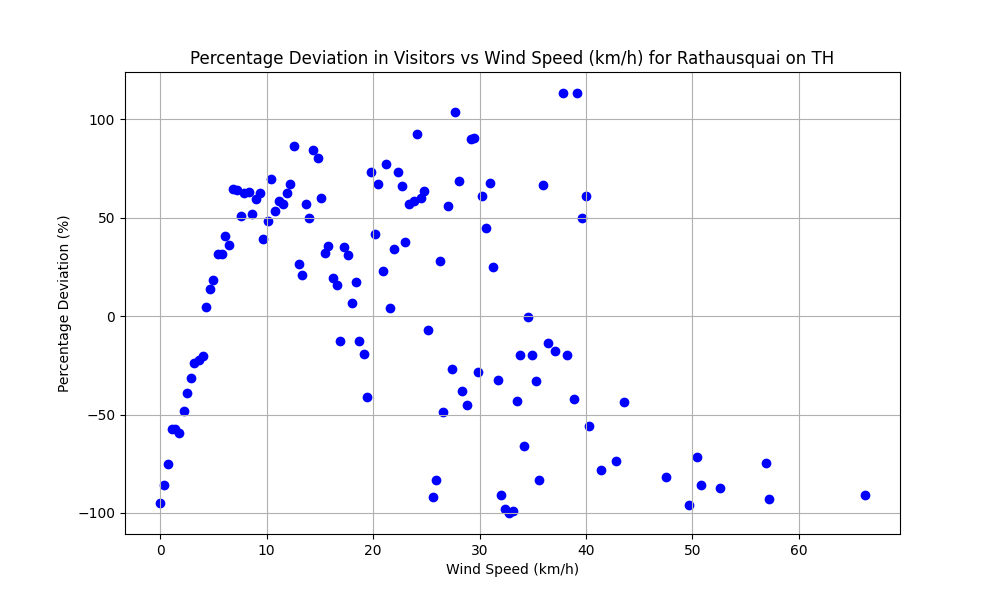 Percentage Deviation in Visitors vs Wind Speed (km/h) for Rathausquai on TH
Percentage Deviation (%)
100
50
0
−50
−100
0 10 20 30 40 50 60
Wind Speed (km/h)